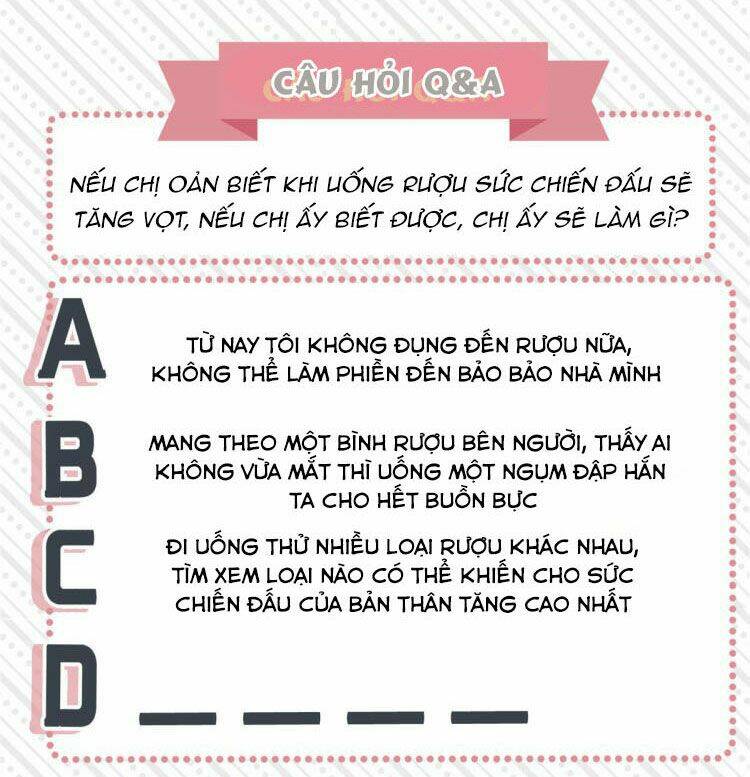 CÂU HỎI Q&A
NẾU CHỊ OẢN BIẾT KHI UỐNG RƯỢU SỨC CHIẾN ĐẤU SẼ
TĂNG VỌT, NẾU CHỊ ẤY BIẾT ĐƯỢC, CHỊ ẤY SẼ LÀM GÌ?
A
TỪ NAY TÔI KHÔNG ĐỤNG ĐẾN RƯỢU NỮA,
KHÔNG THỂ LÀM PHIỀN ĐẾN BẢO BẢO NHÀ MÌNH
B
MANG THEO MỘT BÌNH RƯỢU BÊN NGƯỜI, THẤY AI
KHÔNG VỪA MẮT THÌ UỐNG MỘT NGỤM ĐẬP HẮN
TA CHO HẾT BUỒN BỰC
C
ĐI UỐNG THỬ NHIỀU LOẠI RƯỢU KHÁC NHAU,
TÌM XEM LOẠI NÀO CÓ THỂ KHIẾN CHO SỨC
CHIẾN ĐẤU CỦA BẢN THÂN TĂNG CAO NHẤT
D
_ _ _ _